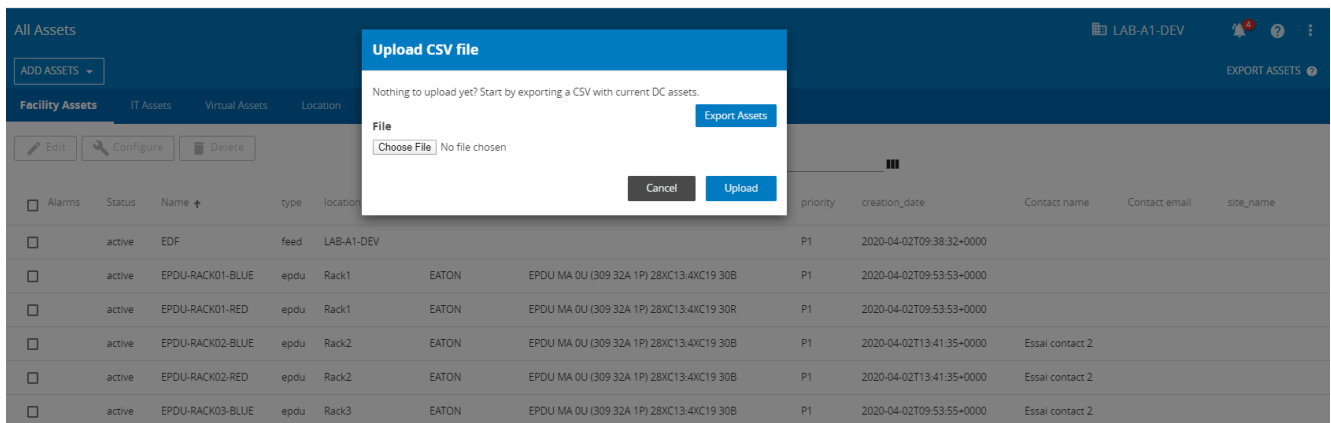 All Assets
LAB-A1-DEV
4
?
ADD ASSETS
EXPORT ASSETS ?
Upload CSV file
Nothing to upload yet? Start by exporting a CSV with current DC assets.
Export Assets
File
Choose File No file chosen
Cancel Upload
Facility Assets IT Assets Virtual Assets Location
Edit Configure Delete
Alarms Status Name type location priority creation_date Contact name Contact email site_name
active EDF feed LAB-A1-DEV P1 2020-04-02T09:38:32+0000
active EPDU-RACK01-BLUE epdu Rack1 EATON EPDU MA 0U (309 32A 1P) 28XC13:4XC19 30B P1 2020-04-02T09:53:53+0000
active EPDU-RACK01-RED epdu Rack1 EATON EPDU MA 0U (309 32A 1P) 28XC13:4XC19 30R P1 2020-04-02T09:53:53+0000
active EPDU-RACK02-BLUE epdu Rack2 EATON EPDU MA 0U (309 32A 1P) 28XC13:4XC19 30B P1 2020-04-02T13:41:35+0000 Essai contact 2
active EPDU-RACK02-RED epdu Rack2 EATON EPDU MA 0U (309 32A 1P) 28XC13:4XC19 30B P1 2020-04-02T13:41:35+0000 Essai contact 2
active EPDU-RACK03-BLUE epdu Rack3 EATON EPDU MA 0U (309 32A 1P) 28XC13:4XC19 30B P1 2020-04-02T09:53:55+0000 Essai contact 2